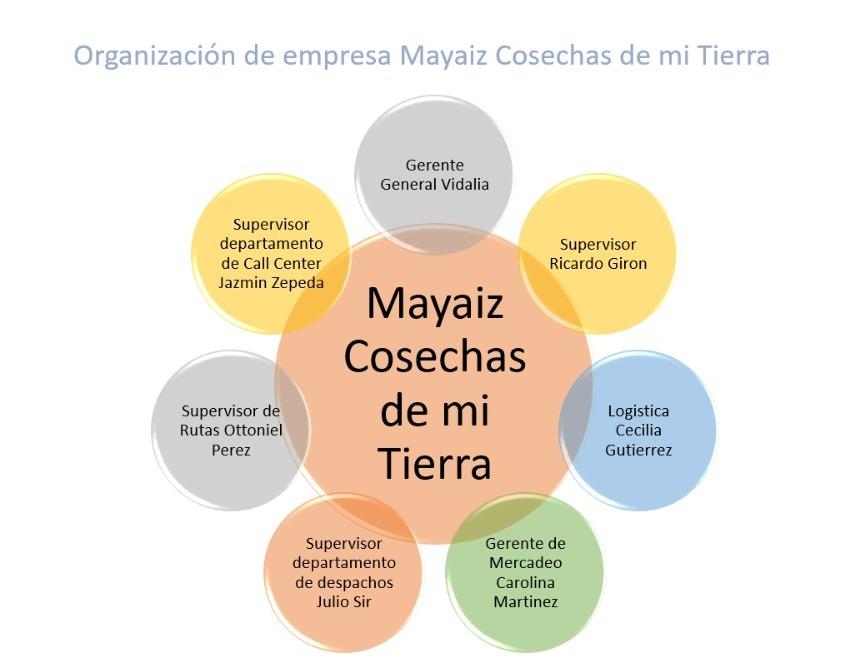 Organización de empresa Mayaiz Cosechas de mi Tierra
Gerente
General Vidalia
Supervisor
Ricardo Giron
Logistica
Cecilia
Gutierrez
Gerente de
Mercadeo
Carolina
Martinez
Supervisor
departamento
de despachos
Julio Sir
Supervisor de
Rutas Ottoniel
Perez
Supervisor
departamento
de Call Center
Jazmin Zepeda
Mayaiz
Cosechas
de mi
Tierra